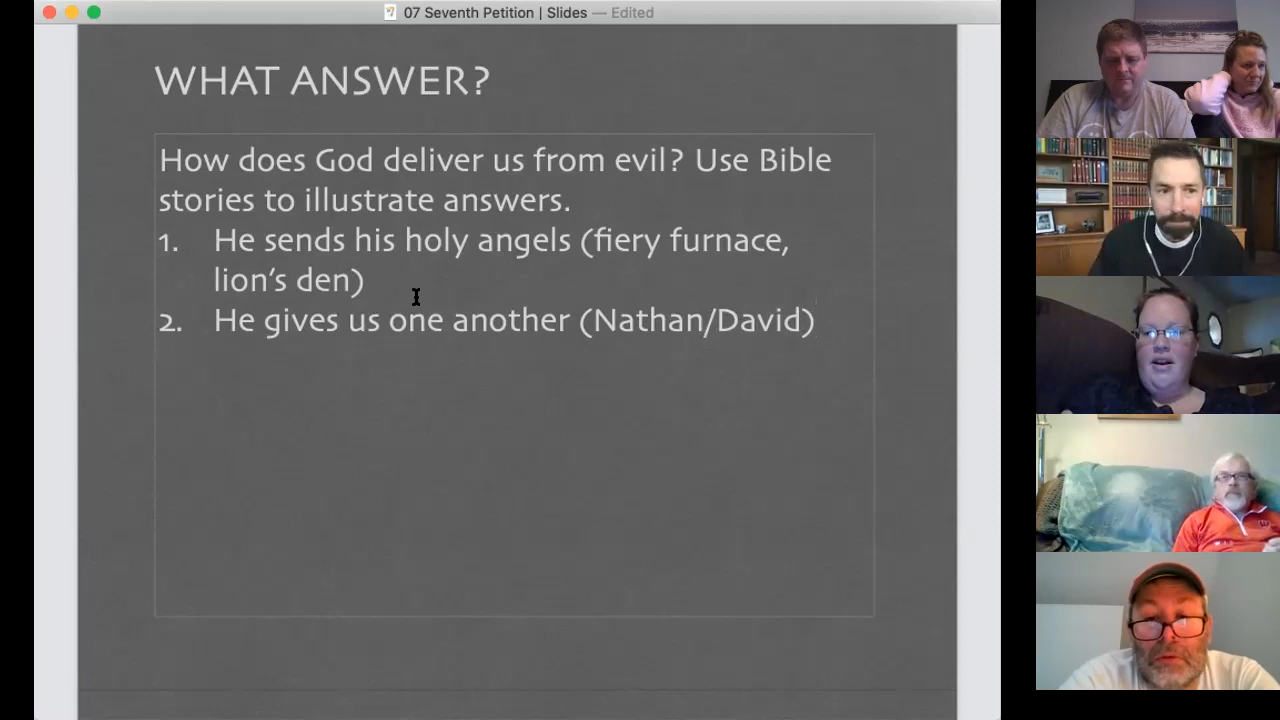 07 Seventh Petition | Slides — Edited
WHAT ANSWER?
How does God deliver us from evil? Use Bible
stories to illustrate answers.
1. He sends his holy angels (fiery furnace,
lion's den)
2. He gives us one another (Nathan/David)